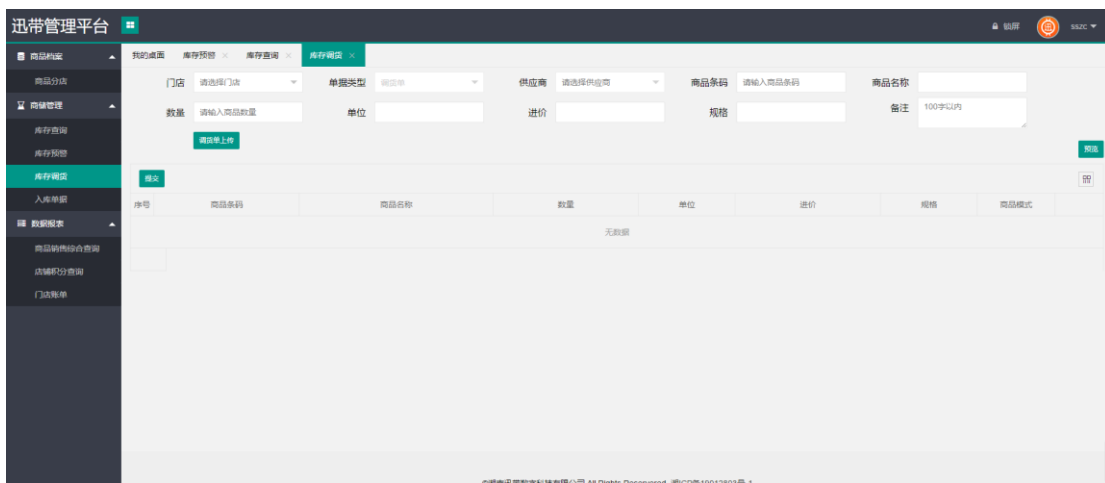 迅带管理平台
锁屏 sszc
商品档案
商品分店
商储管理
库存查询
库存预警
库存调货
入库单据
数据报表
商品销售综合查询
店铺积分查询
门店账单
我的桌面 库存预警 × 库存查询 × 库存调货 ×
门店 请选择门店 单据类型 调货单 供应商 请选择供应商 商品条码 请输入商品条码 商品名称
数量 请输入商品数量 单位 进价 规格 备注 100字以内
调货单上传
预览
提交
序号 商品条码 商品名称 数量 单位 进价 规格 商品模式
无数据